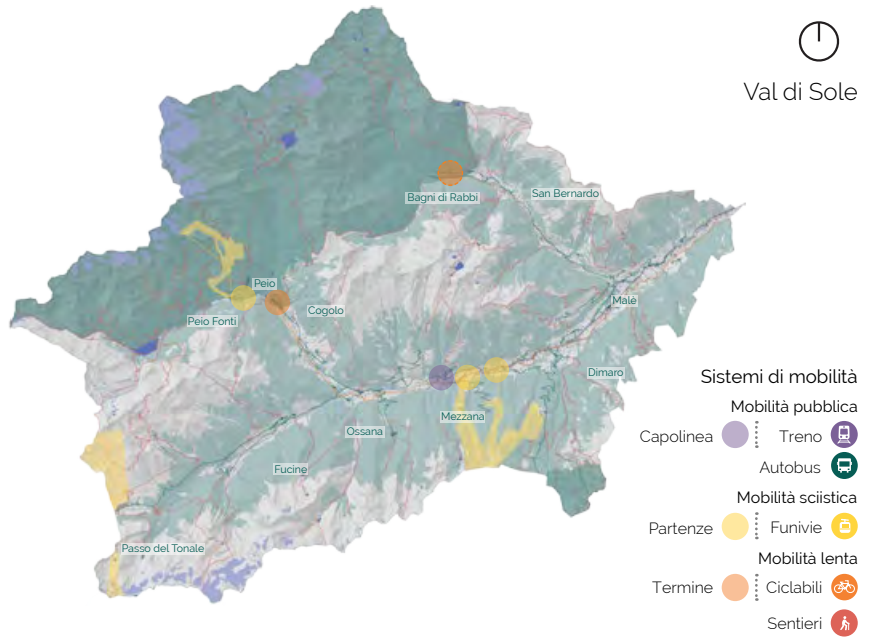 Val di Sole
Bagni di Rabbi
San Bernardo
Peio
Peio Fonti
Cogolo
Malè
Dimaro
Mezzana
Ossana
Fucine
Passo del Tonale
Sistemi di mobilità
Mobilità pubblica
Capolinea Treno
Autobus
Mobilità sciistica
Partenze Funivie
Mobilità lenta
Termine Ciclabili
Sentieri